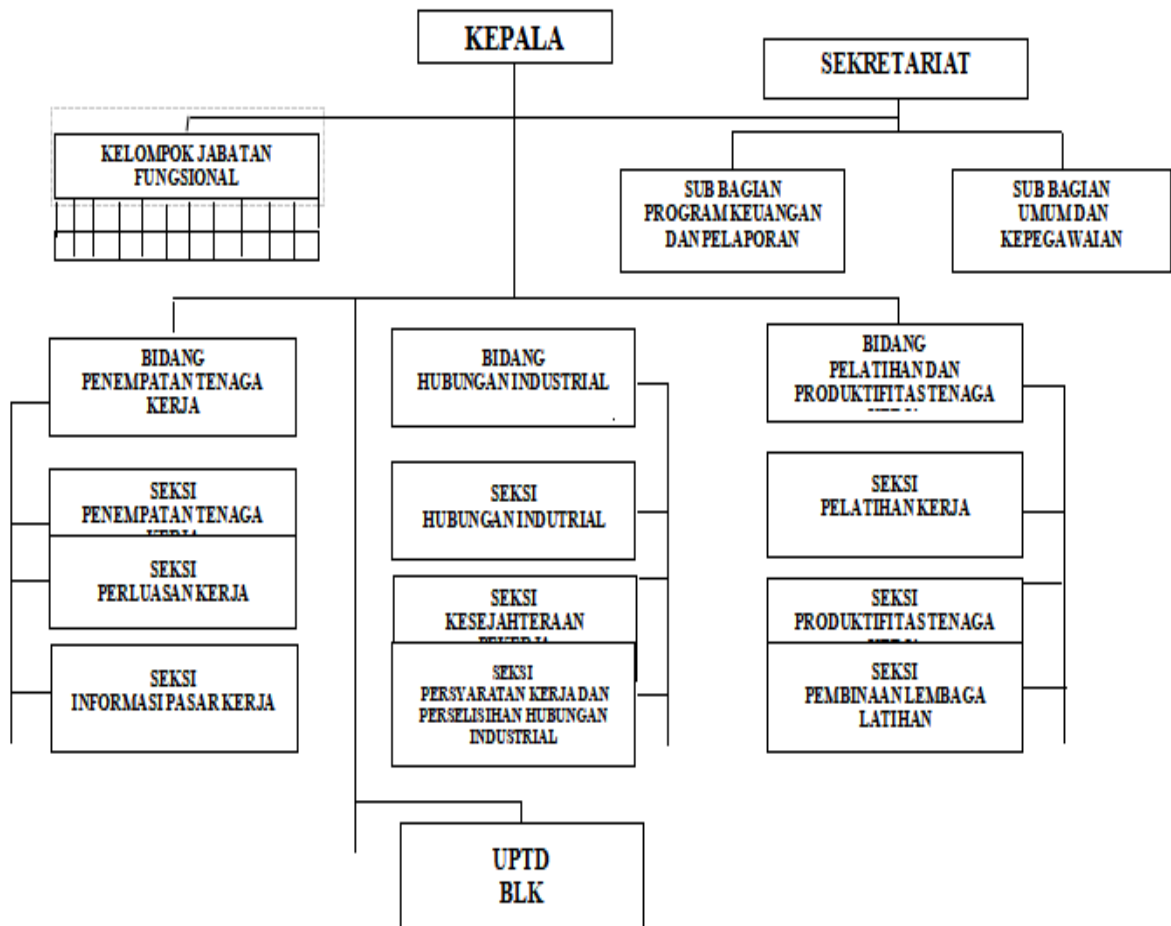 KEPALA
SEKRETARIAT
KELOMPOK JABATAN
FUNGSIONAL
SUB BAGIAN
PROGRAM KEUANGAN
DAN PELAPORAN
SUB BAGIAN
UMUM DAN
KEPEGAWAIAN
BIDANG
PENEMPATAN TENAGA
KERJA
BIDANG
HUBUNGAN INDUSTRIAL
BIDANG
PELATIHAN DAN
PRODUKTIFITAS TENAGA
SEKSI
PENEMPATAN TENAGA
SEKSI
HUBUNGAN INDUTRIAL
SEKSI
PELATIHAN KERJA
SEKSI
PERLUASAN KERJA
SEKSI
KESEJAHTERAAN
PEKERJA
SEKSI
PRODUKTIFITAS TENAGA
SEKSI
INFORMASI PASAR KERJA
SEKSI
PERSYARATAN KERJA DAN
PERSELISIHAN HUBUNGAN
INDUSTRIAL
SEKSI
PEMBINAAN LEMBAGA
LATIHAN
UPTD
BLK